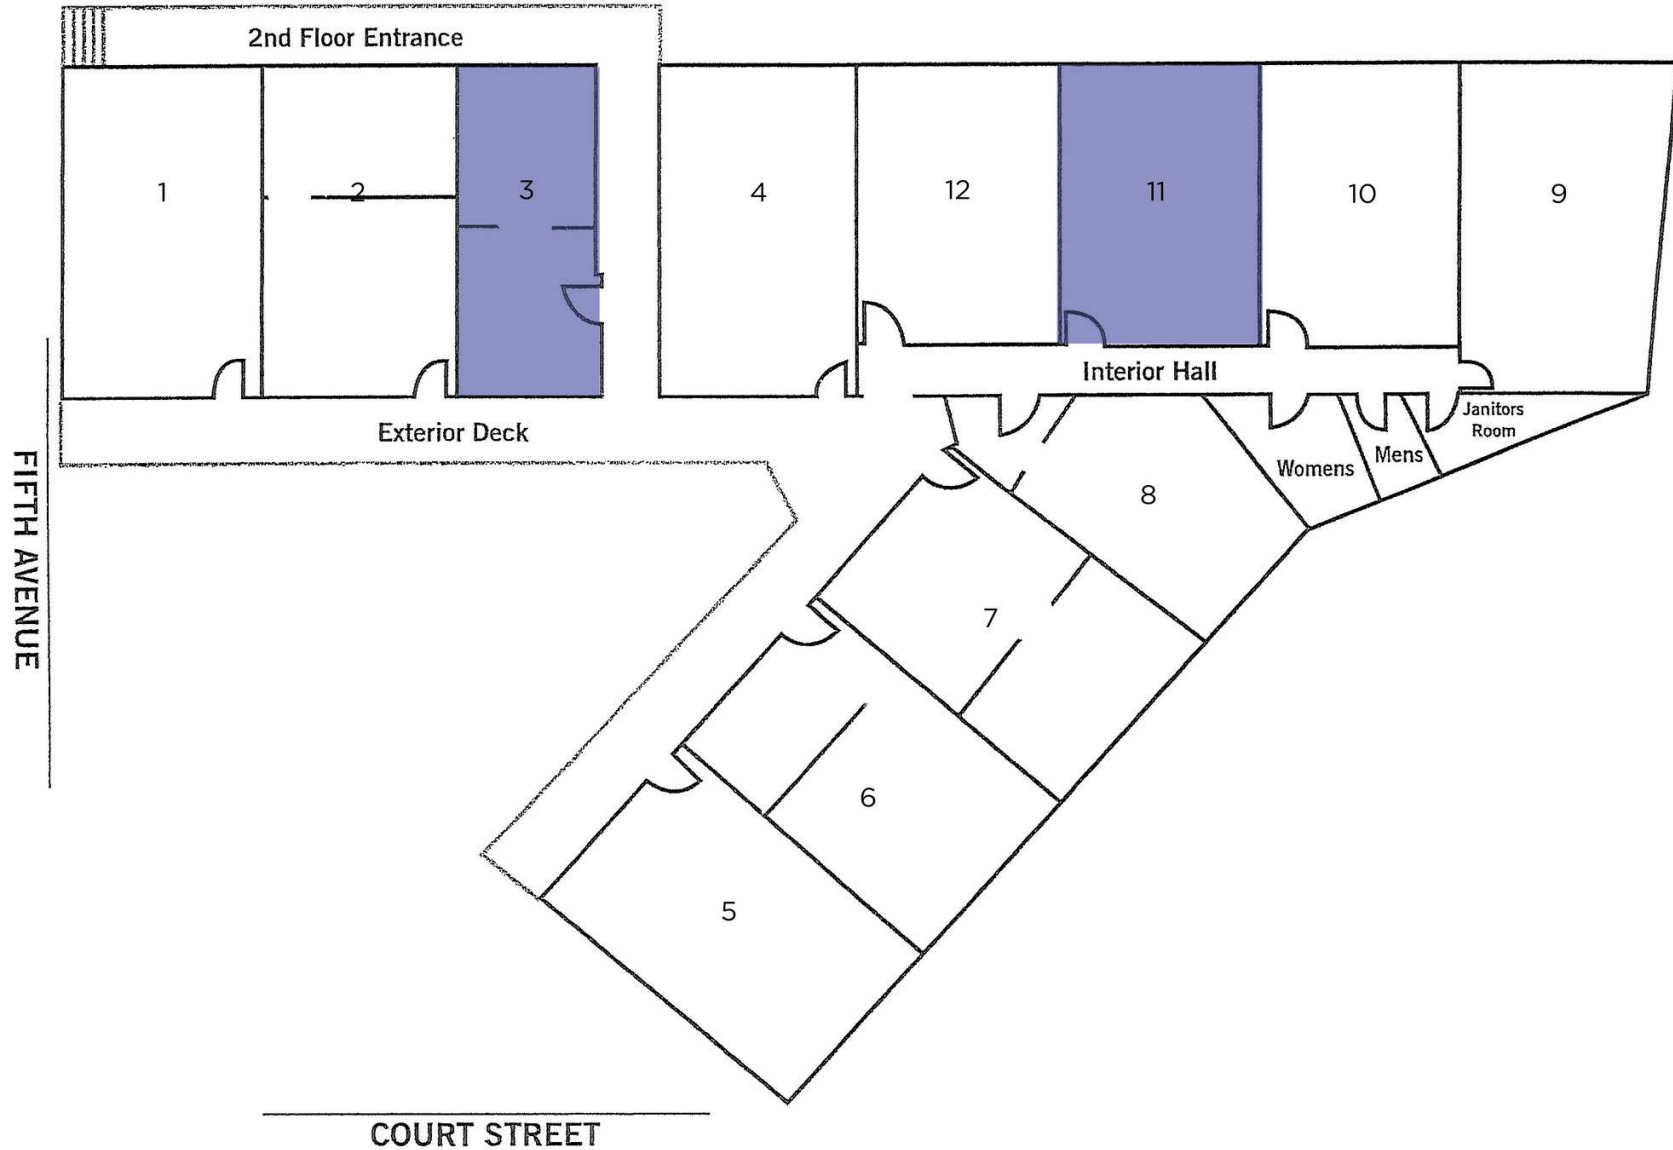 2nd Floor Entrance
1
2
3
4
12
11
10
9
Interior Hall
Exterior Deck
Janitors
Room
Mens
Womens
8
7
6
5
FIFTH AVENUE
COURT STREET